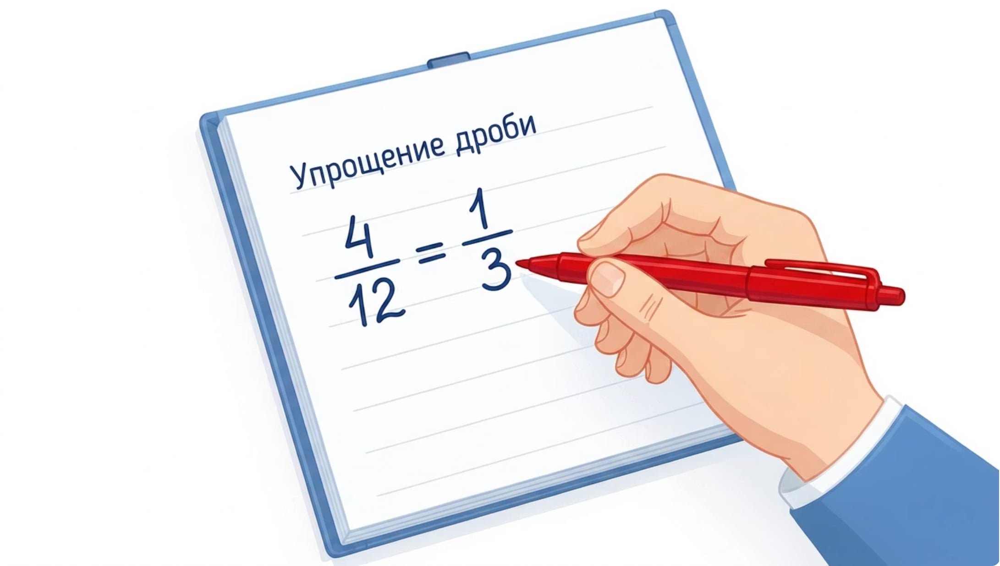 Упрощение дроби
4/12 = 1/3